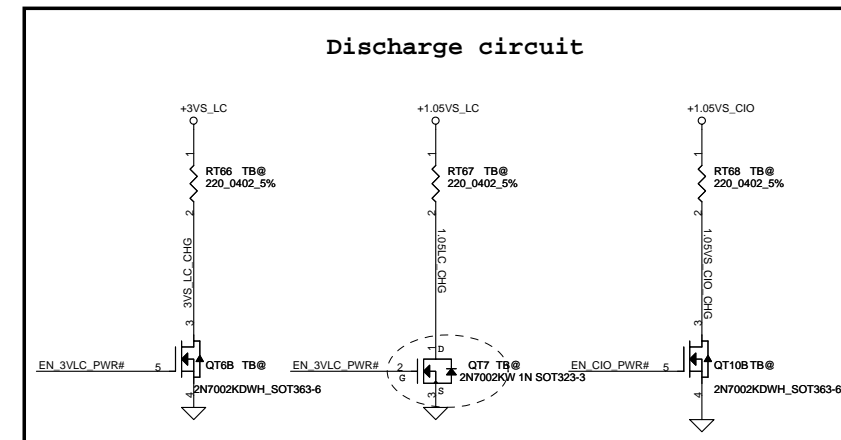 Discharge circuit
+3VS_LC
+1.05VS_LC
+1.05VS_CIO
1
1
1
RT66 TB@
220_0402_5%
RT67 TB@
220_0402_5%
RT68 TB@
220_0402_5%
2
2
2
3VS_LC_CHG
1.05LC_CHG
1.05VS_CIO_CHG
3
1
D
3
EN_3VLC_PWR#
5
QT6B TB@
EN_3VLC_PWR#
2
G
QT7 TB@
2N7002KW 1N SOT323-3
EN_CIO_PWR#
5
QT10B TB@
2N7002KDWH_SOT363-6
2N7002KDWH_SOT363-6
4
3
S
4